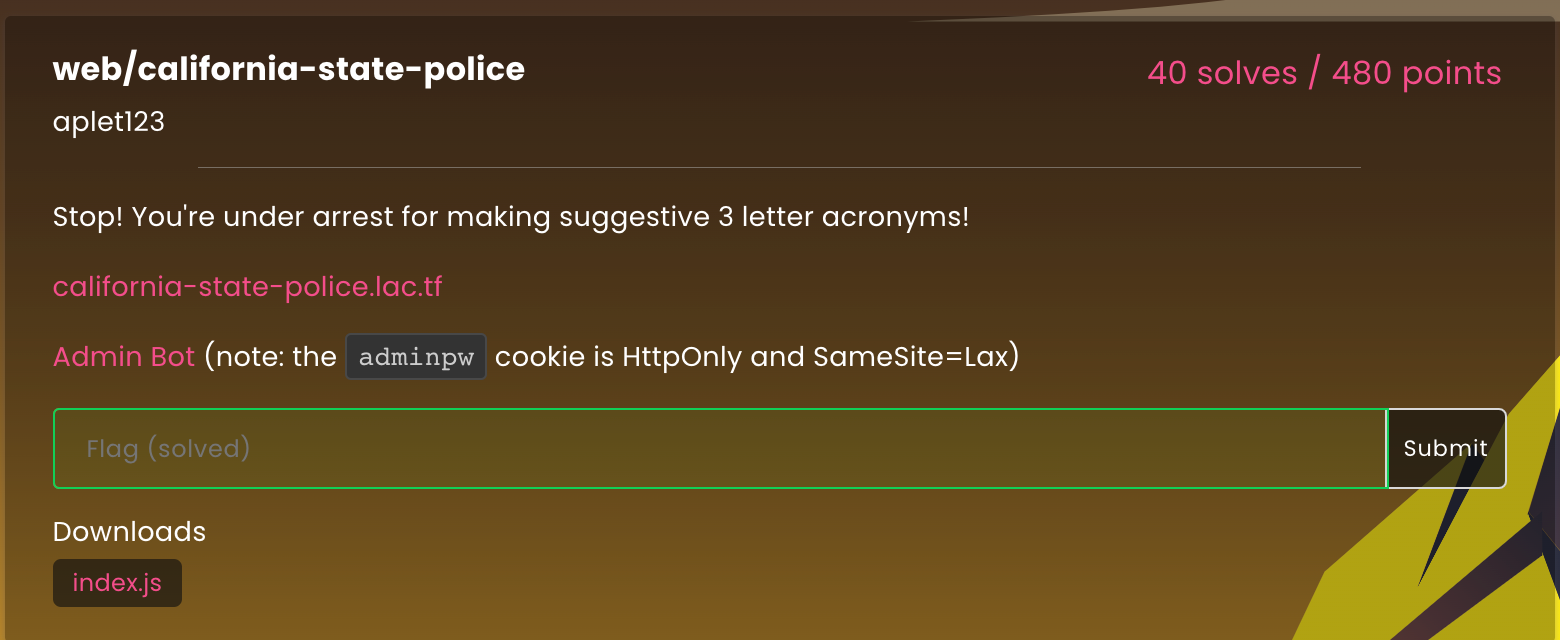 web/california-state-police
40 solves / 480 points
aplet123
Stop! You're under arrest for making suggestive 3 letter acronyms!
california-state-police.lac.tf
Admin Bot (note: the adminpw cookie is HttpOnly and SameSite=Lax)
Flag (solved)
Submit
Downloads
index.js